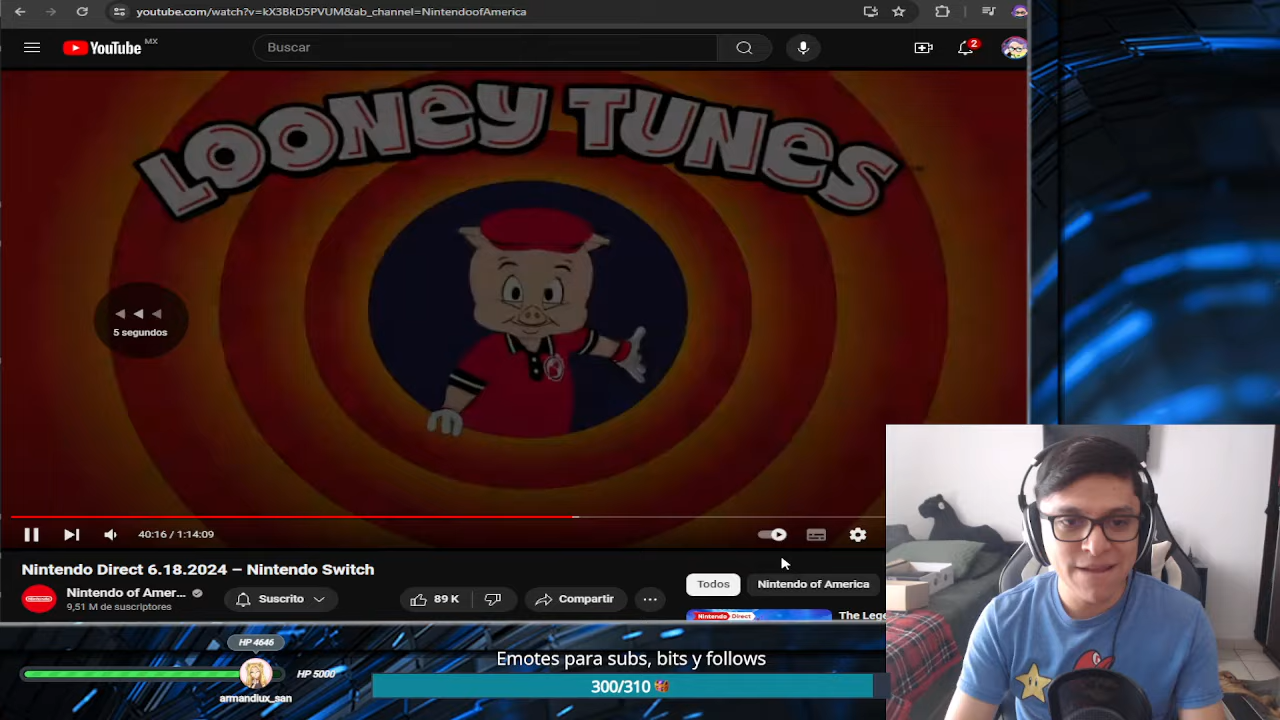 youtube.com/watch?v=kX3BkD5PVUM&ab_channel=NintendoofAmerica
YouTube MX
Buscar
2
LOONEY TUNES
5 segundos
40:16 / 1:14:09
Nintendo Direct 6.18.2024 – Nintendo Switch
Nintendo of Amer...
9,51 M de suscriptores
Suscrito
89 K
Compartir
Todos
Nintendo of America
Nintendo Direct
The Lege
HP 4646
HP 5000
armandiux_san
Emotes para subs, bits y follows
300/310